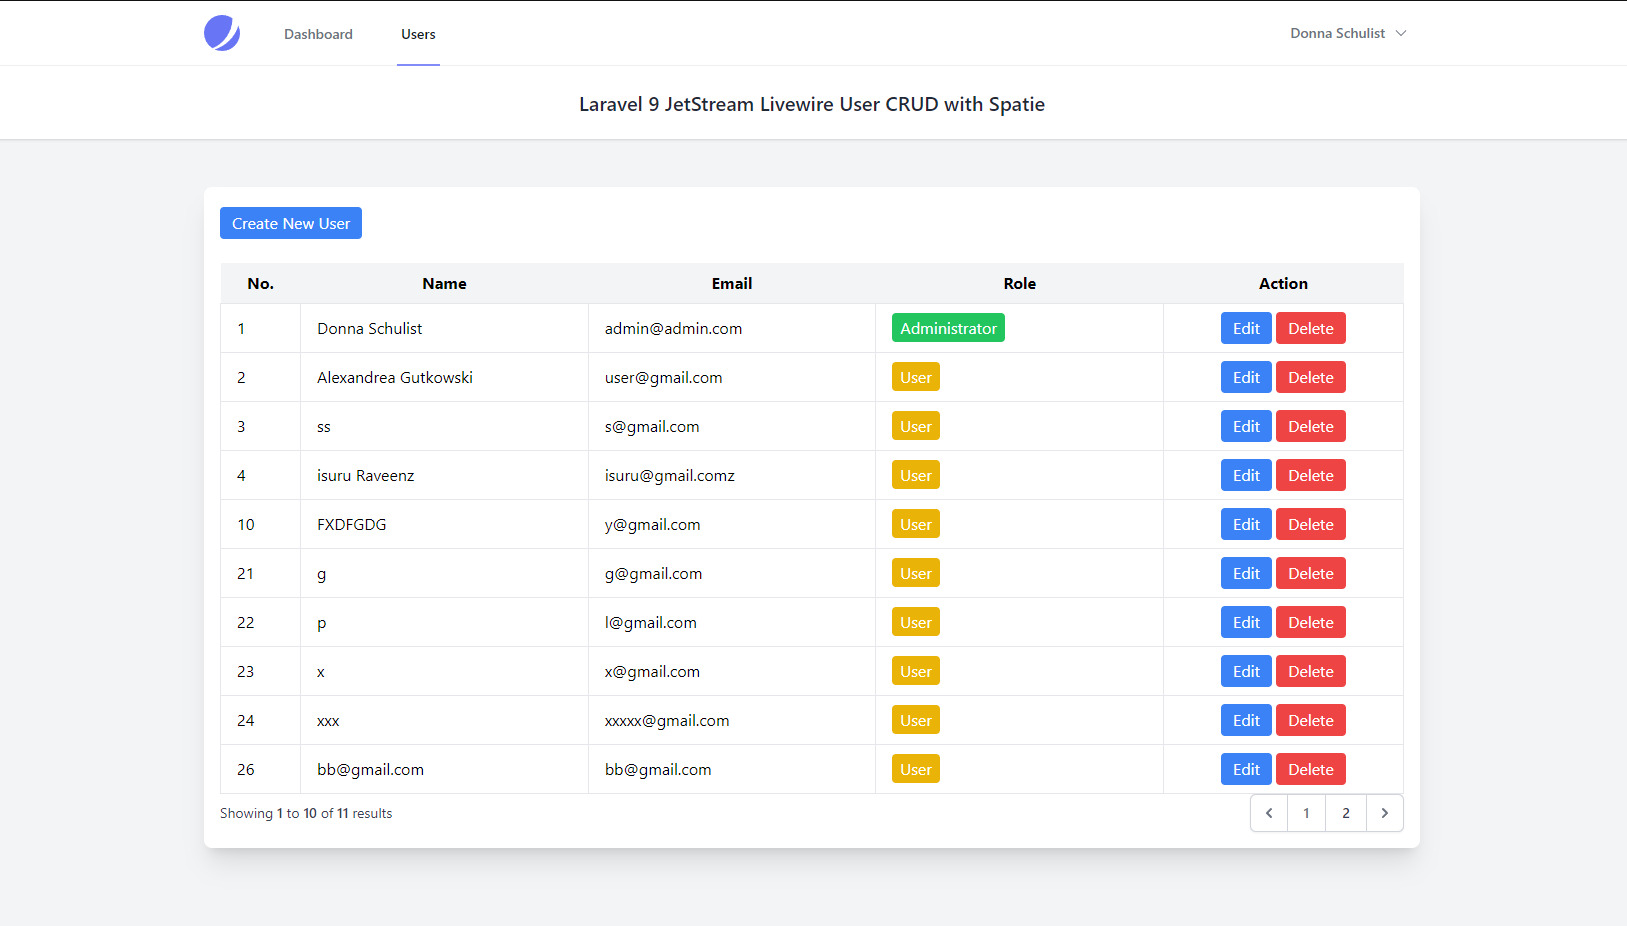 Dashboard Users Donna Schulist
Laravel 9 JetStream Livewire User CRUD with Spatie
Create New User
No. Name Email Role Action
1 Donna Schulist admin@admin.com Administrator Edit Delete
2 Alexandrea Gutkowski user@gmail.com User Edit Delete
3 ss s@gmail.com User Edit Delete
4 isuru Raveenz isuru@gmail.comz User Edit Delete
10 FXDFGDG y@gmail.com User Edit Delete
21 g g@gmail.com User Edit Delete
22 p l@gmail.com User Edit Delete
23 x x@gmail.com User Edit Delete
24 xxx xxxxx@gmail.com User Edit Delete
26 bb@gmail.com bb@gmail.com User Edit Delete
Showing 1 to 10 of 11 results 1 2